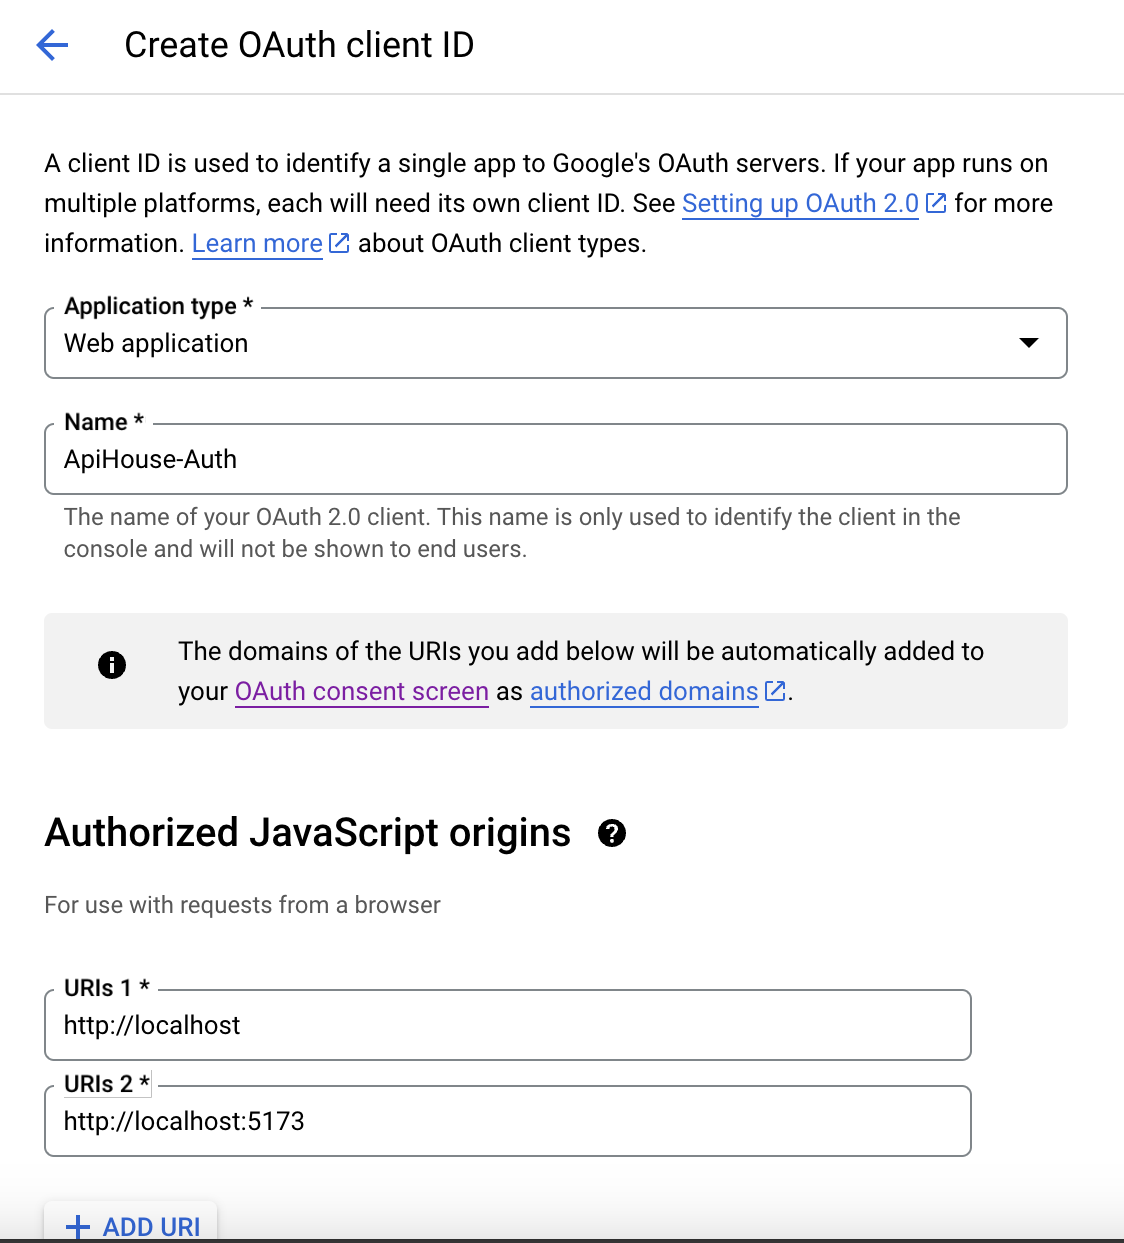 Create OAuth client ID
A client ID is used to identify a single app to Google's OAuth servers. If your app runs on
multiple platforms, each will need its own client ID. See Setting up OAuth 2.0 for more
information. Learn more about OAuth client types.
Application type *
Web application
Name *
ApiHouse-Auth
The name of your OAuth 2.0 client. This name is only used to identify the client in the
console and will not be shown to end users.
The domains of the URIs you add below will be automatically added to
your OAuth consent screen as authorized domains.
Authorized JavaScript origins
For use with requests from a browser
URIs 1 *
http://localhost
URIs 2 *
http://localhost:5173
+ ADD URI